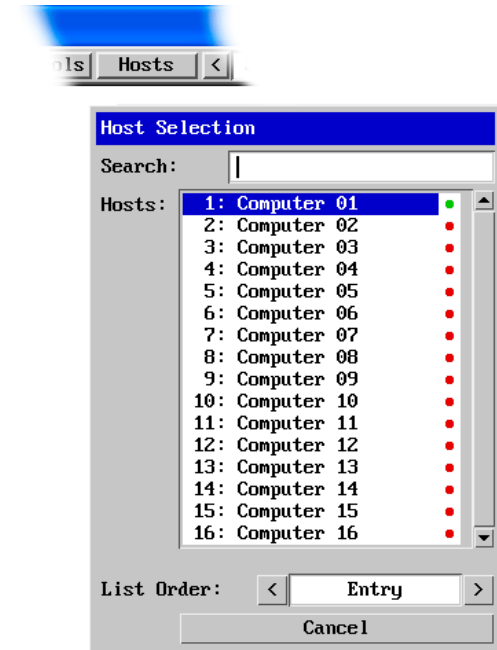 ols Hosts <
Host Selection
Search:
Hosts: 1: Computer 01
2: Computer 02
3: Computer 03
4: Computer 04
5: Computer 05
6: Computer 06
7: Computer 07
8: Computer 08
9: Computer 09
10: Computer 10
11: Computer 11
12: Computer 12
13: Computer 13
14: Computer 14
15: Computer 15
16: Computer 16
List Order: < Entry >
Cancel